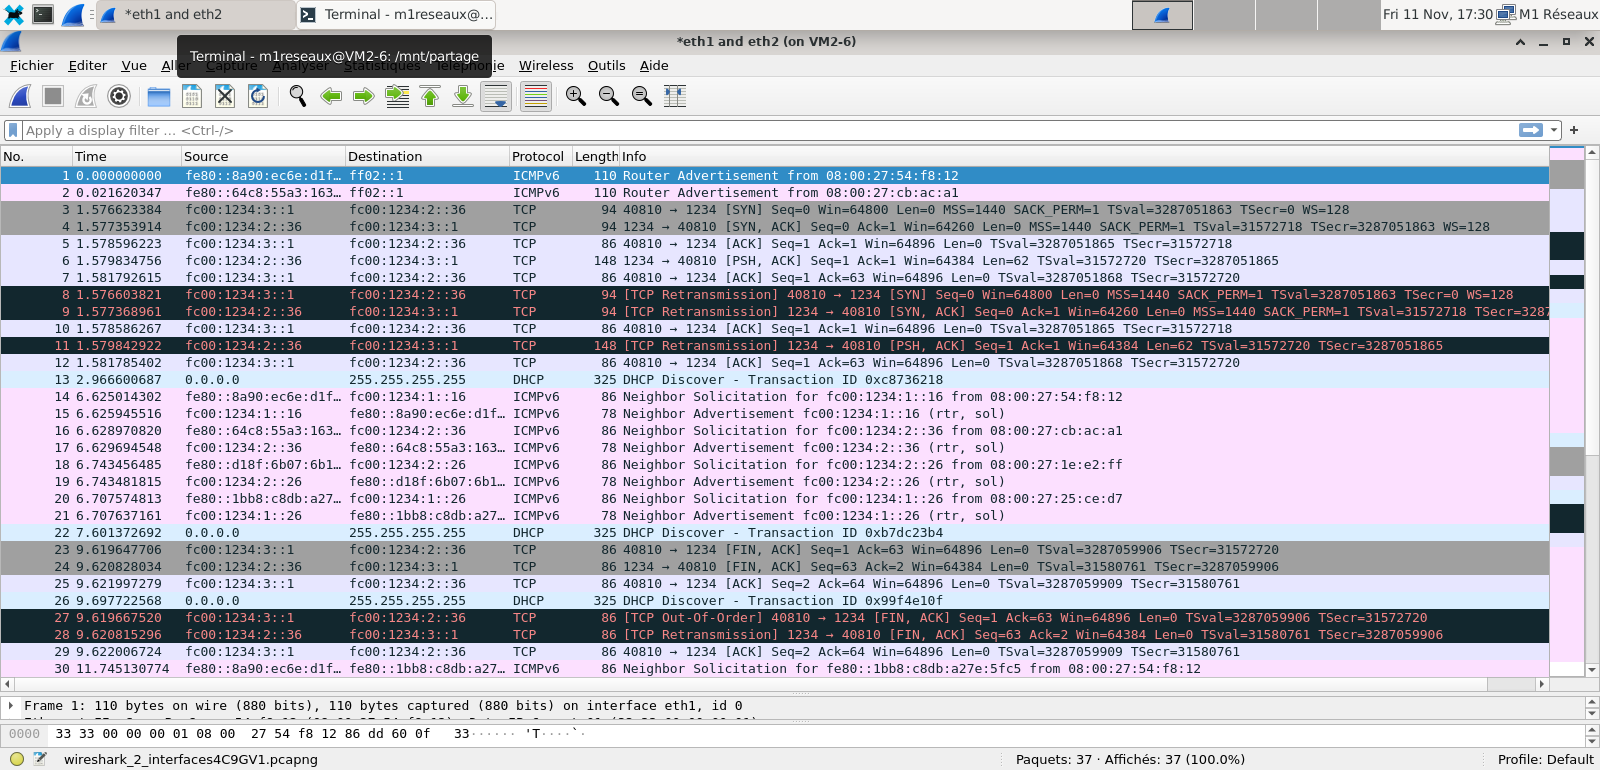 *eth1 and eth2
Terminal - m1reseaux@...
Fri 11 Nov, 17:30
M1 Réseaux
*eth1 and eth2 (on VM2-6)
Terminal - m1reseaux@VM2-6: /mnt/partage
Fichier Editer Vue Aller Capture Analyser Statistiques Telephonie Wireless Outils Aide
Apply a display filter ... <Ctrl-/>
No. Time Source Destination Protocol Length Info
1 0.000000000 fe80::8a90:ec6e:d1f... ff02::1 ICMPv6 110 Router Advertisement from 08:00:27:54:f8:12
2 0.021620347 fe80::64c8:55a3:163... ff02::1 ICMPv6 110 Router Advertisement from 08:00:27:cb:ac:a1
3 1.576623384 fc00:1234:3::1 fc00:1234:2::36 TCP 94 40810 → 1234 [SYN] Seq=0 Win=64800 Len=0 MSS=1440 SACK_PERM=1 TSval=3287051863 TSecr=0 WS=128
4 1.577353914 fc00:1234:2::36 fc00:1234:3::1 TCP 94 1234 → 40810 [SYN, ACK] Seq=0 Ack=1 Win=64260 Len=0 MSS=1440 SACK_PERM=1 TSval=31572718 TSecr=3287051863 WS=128
5 1.578596223 fc00:1234:3::1 fc00:1234:2::36 TCP 86 40810 → 1234 [ACK] Seq=1 Ack=1 Win=64896 Len=0 TSval=3287051865 TSecr=31572718
6 1.579834756 fc00:1234:2::36 fc00:1234:3::1 TCP 148 1234 → 40810 [PSH, ACK] Seq=1 Ack=1 Win=64384 Len=62 TSval=31572720 TSecr=3287051865
7 1.581792615 fc00:1234:3::1 fc00:1234:2::36 TCP 86 40810 → 1234 [ACK] Seq=1 Ack=63 Win=64896 Len=0 TSval=3287051868 TSecr=31572720
8 1.576603821 fc00:1234:3::1 fc00:1234:2::36 TCP 94 [TCP Retransmission] 40810 → 1234 [SYN] Seq=0 Win=64800 Len=0 MSS=1440 SACK_PERM=1 TSval=3287051863 TSecr=0 WS=128
9 1.577368961 fc00:1234:2::36 fc00:1234:3::1 TCP 94 [TCP Retransmission] 1234 → 40810 [SYN, ACK] Seq=0 Ack=1 Win=64260 Len=0 MSS=1440 SACK_PERM=1 TSval=31572718 TSecr=3287
10 1.578586267 fc00:1234:3::1 fc00:1234:2::36 TCP 86 40810 → 1234 [ACK] Seq=1 Ack=1 Win=64896 Len=0 TSval=3287051865 TSecr=31572718
11 1.579842922 fc00:1234:2::36 fc00:1234:3::1 TCP 148 [TCP Retransmission] 1234 → 40810 [PSH, ACK] Seq=1 Ack=1 Win=64384 Len=62 TSval=31572720 TSecr=3287051865
12 1.581785402 fc00:1234:3::1 fc00:1234:2::36 TCP 86 40810 → 1234 [ACK] Seq=1 Ack=63 Win=64896 Len=0 TSval=3287051868 TSecr=31572720
13 2.966600687 0.0.0.0 255.255.255.255 DHCP 325 DHCP Discover - Transaction ID 0xc8736218
14 6.625014302 fe80::8a90:ec6e:d1f... fc00:1234:1::16 ICMPv6 86 Neighbor Solicitation for fc00:1234:1::16 from 08:00:27:54:f8:12
15 6.625945516 fc00:1234:1::16 fe80::8a90:ec6e:d1f... ICMPv6 78 Neighbor Advertisement fc00:1234:1::16 (rtr, sol)
16 6.628970820 fe80::64c8:55a3:163... fc00:1234:2::36 ICMPv6 86 Neighbor Solicitation for fc00:1234:2::36 from 08:00:27:cb:ac:a1
17 6.629694548 fc00:1234:2::36 fe80::64c8:55a3:163... ICMPv6 78 Neighbor Advertisement fc00:1234:2::36 (rtr, sol)
18 6.743456485 fe80::d18f:6b07:6b1... fc00:1234:2::26 ICMPv6 86 Neighbor Solicitation for fc00:1234:2::26 from 08:00:27:1e:e2:ff
19 6.743481815 fc00:1234:2::26 fe80::d18f:6b07:6b1... ICMPv6 78 Neighbor Advertisement fc00:1234:2::26 (rtr, sol)
20 6.707574813 fe80::1bb8:c8db:a27... fc00:1234:1::26 ICMPv6 86 Neighbor Solicitation for fc00:1234:1::26 from 08:00:27:25:ce:d7
21 6.707637161 fc00:1234:1::26 fe80::1bb8:c8db:a27... ICMPv6 78 Neighbor Advertisement fc00:1234:1::26 (rtr, sol)
22 7.601372692 0.0.0.0 255.255.255.255 DHCP 325 DHCP Discover - Transaction ID 0xb7dc23b4
23 9.619647706 fc00:1234:3::1 fc00:1234:2::36 TCP 86 40810 → 1234 [FIN, ACK] Seq=1 Ack=63 Win=64896 Len=0 TSval=3287059906 TSecr=31572720
24 9.620828034 fc00:1234:2::36 fc00:1234:3::1 TCP 86 1234 → 40810 [FIN, ACK] Seq=63 Ack=2 Win=64384 Len=0 TSval=31580761 TSecr=3287059906
25 9.621997279 fc00:1234:3::1 fc00:1234:2::36 TCP 86 40810 → 1234 [ACK] Seq=2 Ack=64 Win=64896 Len=0 TSval=3287059909 TSecr=31580761
26 9.697722568 0.0.0.0 255.255.255.255 DHCP 325 DHCP Discover - Transaction ID 0x99f4e10f
27 9.619667520 fc00:1234:3::1 fc00:1234:2::36 TCP 86 [TCP Out-Of-Order] 40810 → 1234 [FIN, ACK] Seq=1 Ack=63 Win=64896 Len=0 TSval=3287059906 TSecr=31572720
28 9.620815296 fc00:1234:2::36 fc00:1234:3::1 TCP 86 [TCP Retransmission] 1234 → 40810 [FIN, ACK] Seq=63 Ack=2 Win=64384 Len=0 TSval=31580761 TSecr=3287059906
29 9.622006724 fc00:1234:3::1 fc00:1234:2::36 TCP 86 40810 → 1234 [ACK] Seq=2 Ack=64 Win=64896 Len=0 TSval=3287059909 TSecr=31580761
30 11.745130774 fe80::8a90:ec6e:d1f... fe80::1bb8:c8db:a27... ICMPv6 86 Neighbor Solicitation for fe80::1bb8:c8db:a27e:5fc5 from 08:00:27:54:f8:12
Frame 1: 110 bytes on wire (880 bits), 110 bytes captured (880 bits) on interface eth1, id 0
0000 33 33 00 00 00 01 08 00 27 54 f8 12 86 dd 60 0f 33······ 'T····`·
wireshark_2_interfaces4C9GV1.pcapng
Paquets: 37 · Affichés: 37 (100.0%)
Profile: Default